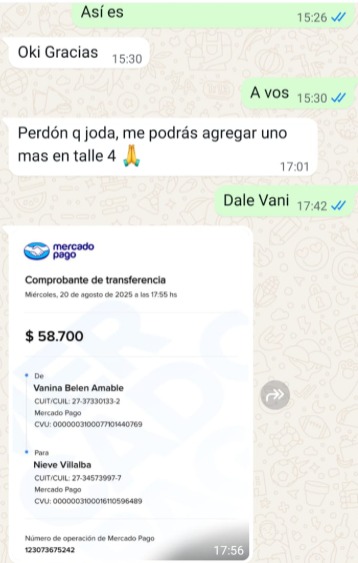 Así es
15:26
Oki Gracias
15:30
A vos
15:30
Perdón q joda, me podrás agregar uno
mas en talle 4 🙏
17:01
Dale Vani
17:42
mercado
pago
Comprobante de transferencia
Miércoles, 20 de agosto de 2025 a las 17:55 hs
$ 58.700
De
Vanina Belen Amable
CUIT/CUIL: 27-37330133-2
Mercado Pago
CVU: 0000003100077101440769
Para
Nieve Villalba
CUIT/CUIL: 27-34573997-7
Mercado Pago
CVU: 0000003100016110596489
Número de operación de Mercado Pago
123073675242
17:56